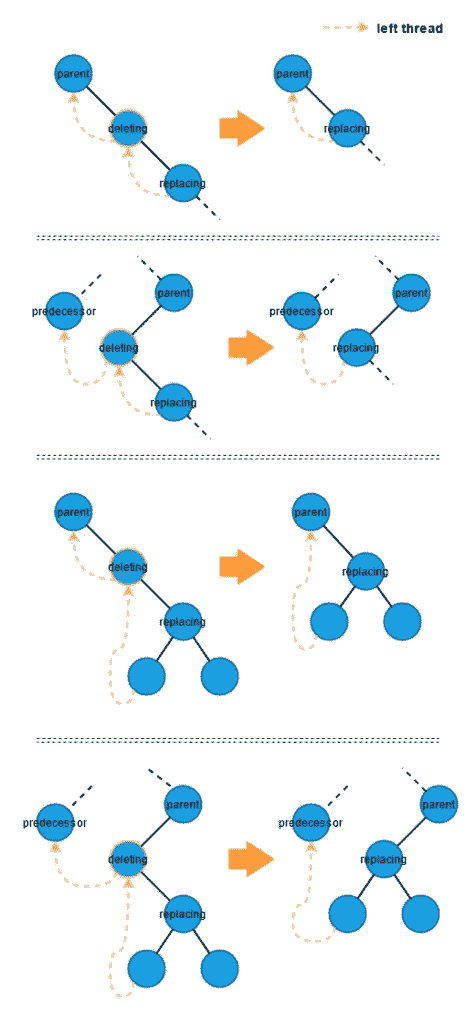 left thread
parent
parent
deleting
replacing
replacing
parent
parent
predecessor
predecessor
deleting
replacing
replacing
parent
parent
deleting
replacing
replacing
parent
parent
predecessor
predecessor
deleting
replacing
replacing